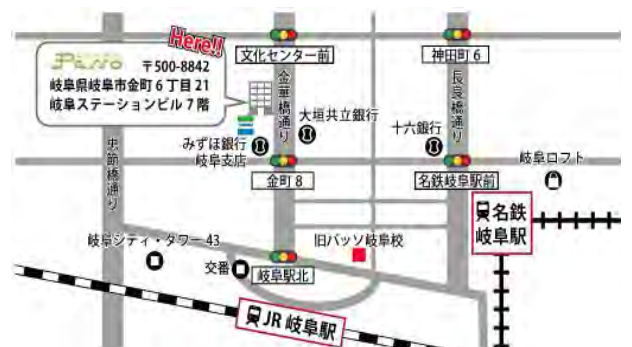 Here!!
〒500-8842
岐阜県岐阜市金町6丁目21
岐阜ステーションビル7階
文化センター前
神田町6
金華橋通り
長良橋通り
忠節橋通り
大垣共立銀行
十六銀行
みずほ銀行
岐阜支店
岐阜ロフト
金町8
名鉄岐阜駅前
名鉄
岐阜駅
岐阜シティ・タワー43
旧パッソ岐阜校
交番
岐阜駅北
JR岐阜駅